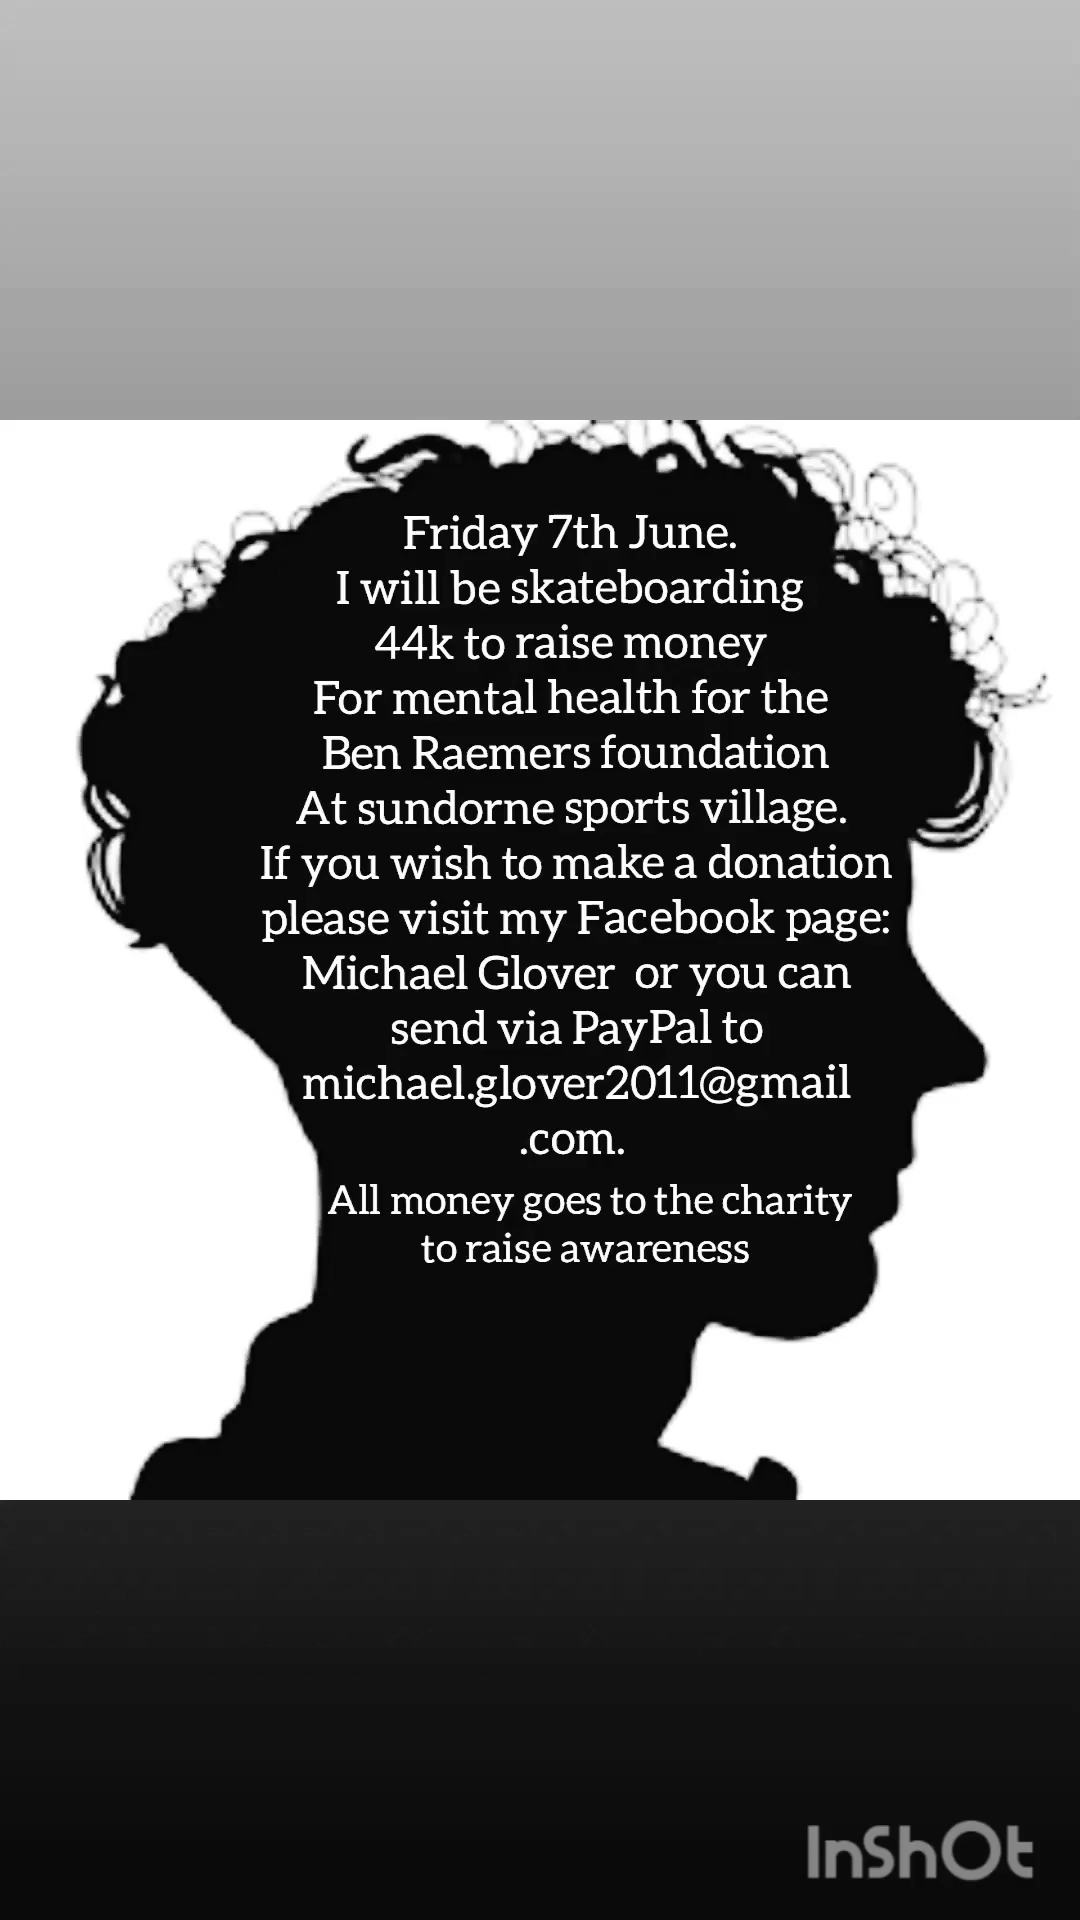 Friday 7th June.
I will be skateboarding
44k to raise money
For mental health for the
Ben Raemers foundation
At sundorne sports village.
If you wish to make a donation
please visit my Facebook page:
Michael Glover  or you can
send via PayPal to
michael.glover2011@gmail
.com.
All money goes to the charity
to raise awareness
InShOt